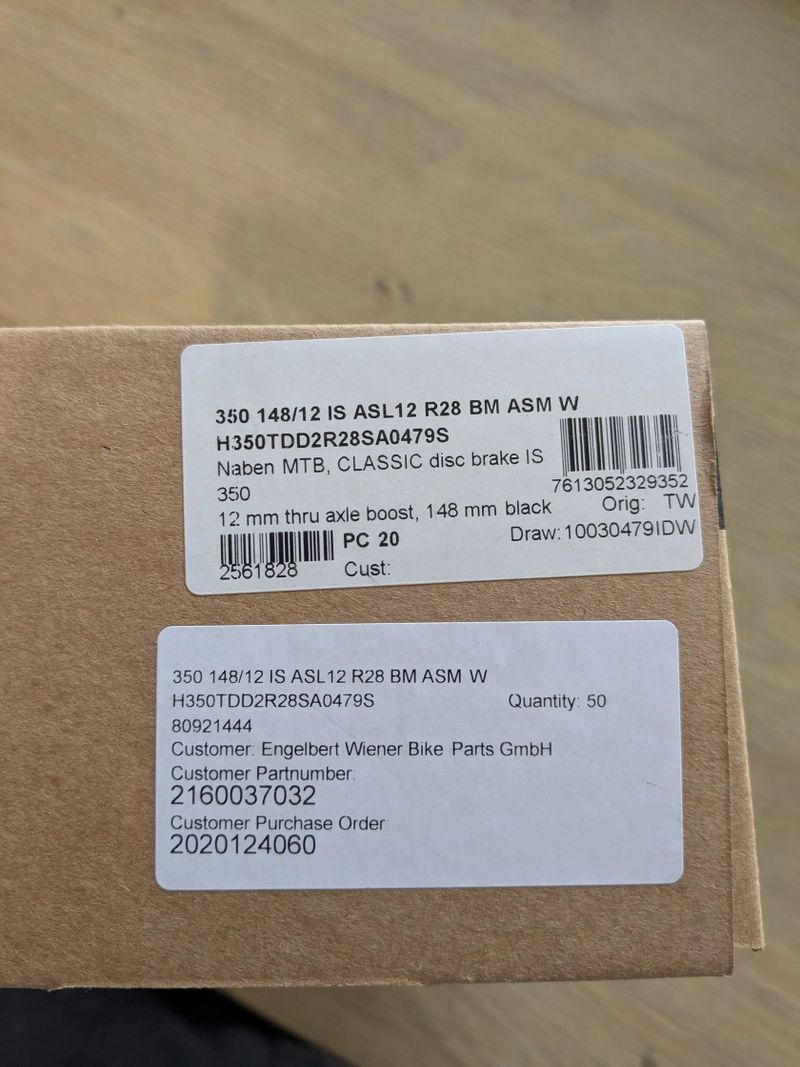 350 148/12 IS ASL12 R28 BM ASM W
H350TDD2R28SA0479S
Naben MTB, CLASSIC disc brake IS
350
7613052329352
12 mm thru axle boost, 148 mm black
Orig: TW
PC 20
Draw:10030479IDW
2561828
Cust:
350 148/12 IS ASL12 R28 BM ASM W
H350TDD2R28SA0479S
Quantity: 50
80921444
Customer: Engelbert Wiener Bike Parts GmbH
Customer Partnumber:
2160037032
Customer Purchase Order:
2020124060